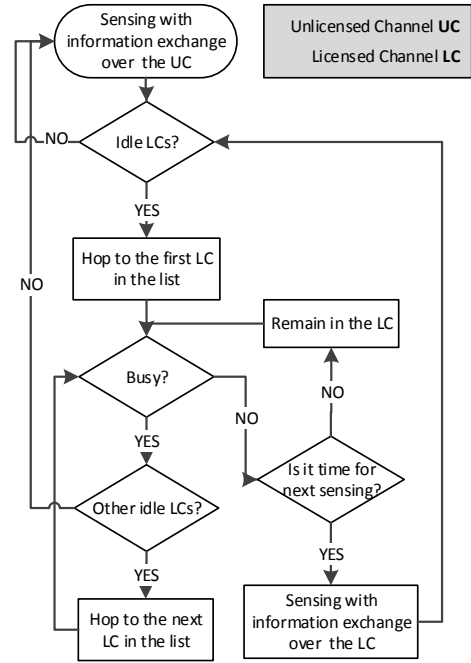 Sensing with
information exchange
over the UC
Unlicensed Channel UC
Licensed Channel LC
NO
Idle LCs?
YES
Hop to the first LC
in the list
NO
Remain in the LC
Busy?
NO
NO
YES
Is it time for
next sensing?
Other idle LCs?
YES
YES
Hop to the next
LC in the list
Sensing with
information exchange
over the LC